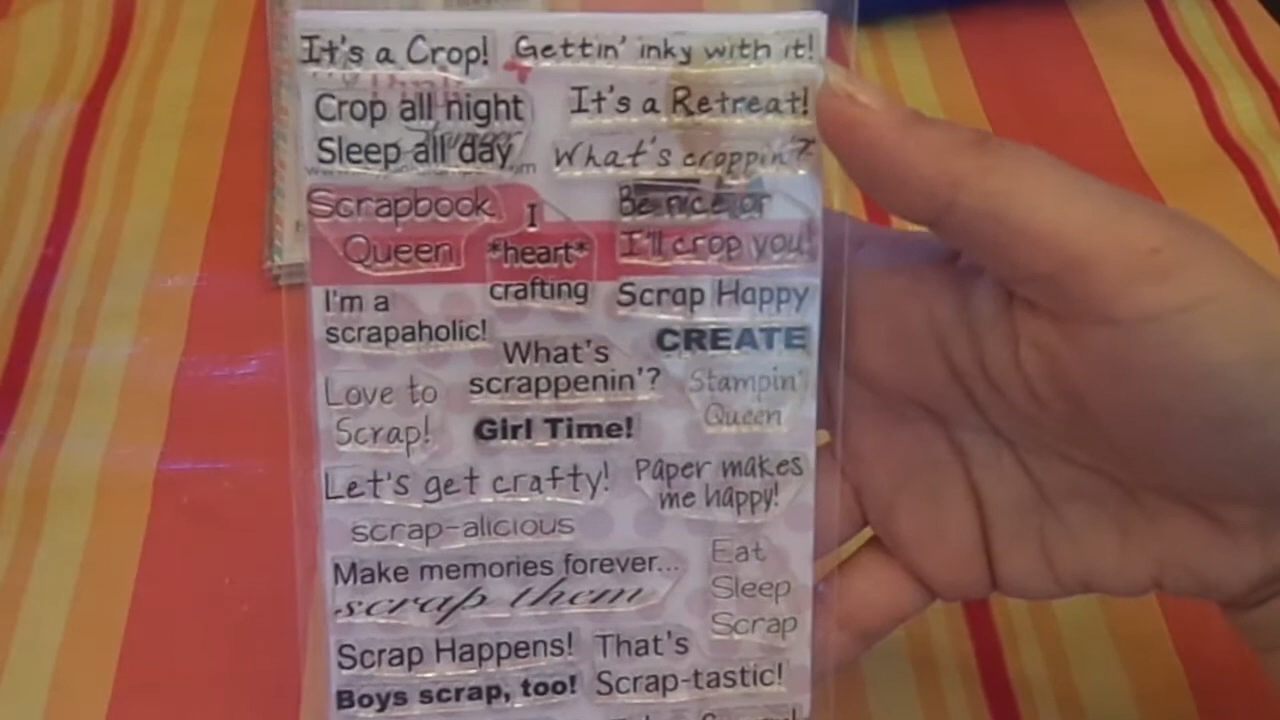 It's a Crop!
Gettin' inky with it!
Crop all night
Sleep all day
It's a Retreat!
What's croppin'?
Scrapbook
Queen
I
*heart*
crafting
Be nice or
I'll crop you!
I'm a
scrapaholic!
Scrap Happy
CREATE
What's
scrappenin'?
Stampin'
Queen
Love to
Scrap!
Girl Time!
Let's get crafty!
Paper makes
me happy!
scrap-alicious
Make memories forever...
scrap them
Eat
Sleep
Scrap
Scrap Happens!
That's
Scrap-tastic!
Boys scrap, too!